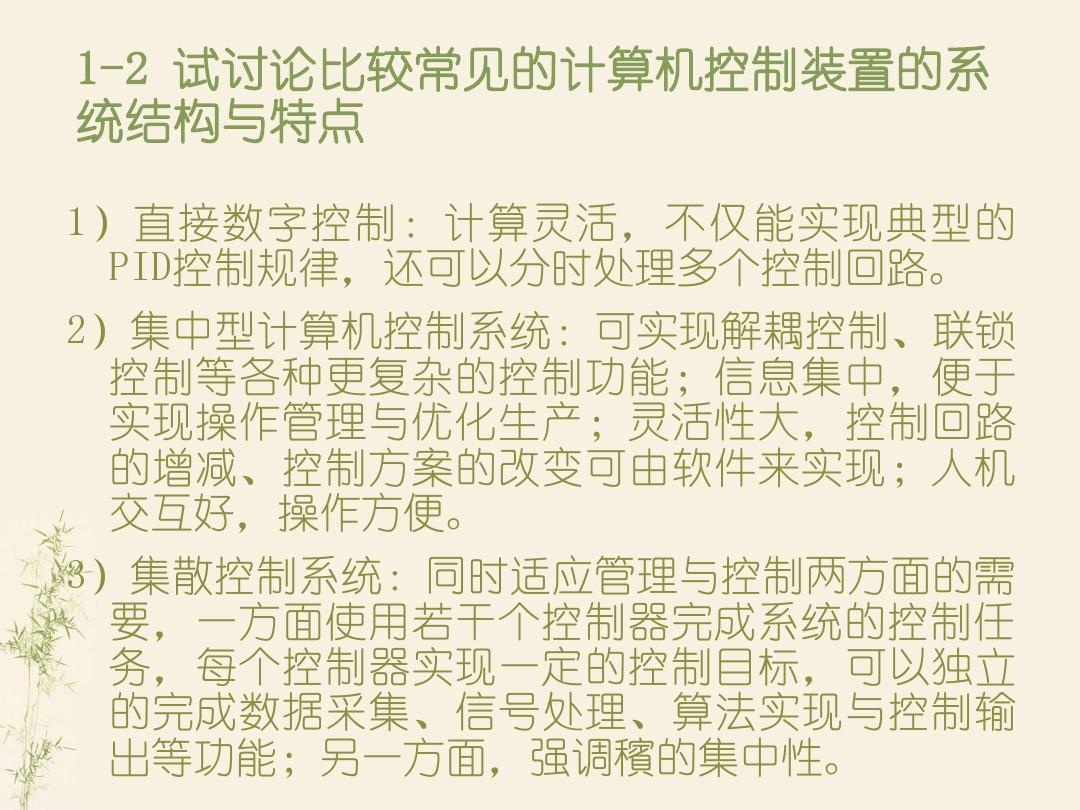 1-2 试讨论比较常见的计算机控制装置的系
统结构与特点
1）直接数字控制：计算灵活，不仅能实现典型的
PID控制规律，还可以分时处理多个控制回路。
2）集中型计算机控制系统：可实现解耦控制、联锁
控制等各种更复杂的控制功能；信息集中，便于
实现操作管理与优化生产；灵活性大，控制回路
的增减、控制方案的改变可由软件来实现；人机
交互好，操作方便。
3）集散控制系统：同时适应管理与控制两方面的需
要，一方面使用若干个控制器完成系统的控制任
务，每个控制器实现一定的控制目标，可以独立
的完成数据采集、信号处理、算法实现与控制输
出等功能；另一方面，强调穦的集中性。